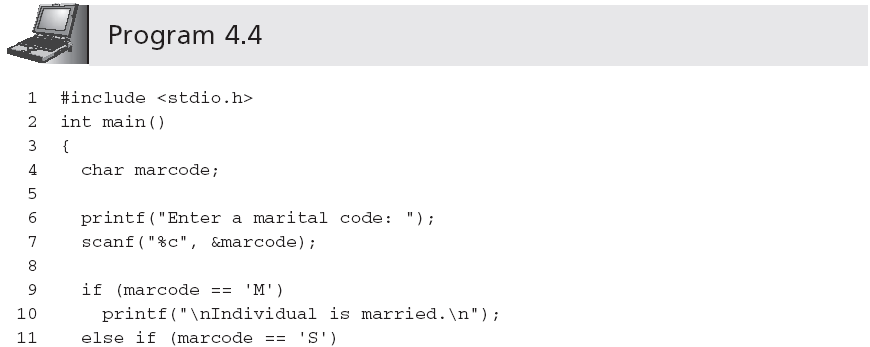 Program 4.4
1 #include <stdio.h>
2 int main()
3 {
4   char marcode;
5
6   printf("Enter a marital code: ");
7   scanf("%c", &marcode);
8
9   if (marcode == 'M')
10     printf("\nIndividual is married.\n");
11   else if (marcode == 'S')